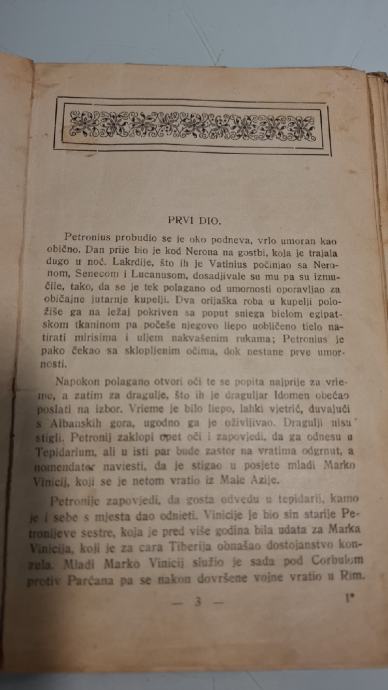 PRVI DIO.
Petronius probudio se je oko podneva, vrlo umoran kao
obično. Dan prije bio je kod Nerona na gostbi, koja je trajala
dugo u noć. Lakrdije, što ih je Vatinius počinjao sa Nero-
nom, Senecom i Lucanusom, dosadjivale su mu pa su izmu-
čile, tako, da se je tek polagano od umornosti oporavljao za
običajne jutarnje kupelji. Dva orijaška roba u kupelji polo-
žiše ga na ležaj pokriven sa poput sniega bielom egipat-
skom tkaninom pa počeše njegovo liepo uobličeno tielo na-
tirati mirisima i uljem nakvašenim rukama; Petronius je
pako čekao sa sklopljenim očima, dok nestane prve umor-
nosti.
Napokon polagano otvori oči te se popita najprije za vrie-
me, a zatim za dragulje, što ih je draguljar Idomen obećao
poslati na izbor. Vrieme je bilo liepo, lahki vjetrić, duvajući
s Albanskih gora, ugodno ga je oživljivao. Dragulji nisu
stigli. Petronij zaklopi opet oči i zapovjedi, da ga odnesu u
Tepidarium, ali u isti par bude zastor na vratima odgrnut, a
nomendator naviesti, da je stigao u posjete mladi Marko
Vinicij, koji se je netom vratio iz Male Azije.
Petronije zapovjedi, da gosta odvedu u tepidarij, kamo
je i sebe s mjesta dao odnieti. Vinicije je bio sin starije Pe-
tronijeve sestre, koja je pred više godina bila udata za Marka
Vinicija, koji je za cara Tiberija obnašao dostojanstvo kon-
zula. Mladi Marko Vinicij služio je sada pod Corbulom
protiv Parćana pa se nakon dovršene vojne vratio u Rim.
— 3 —
1*